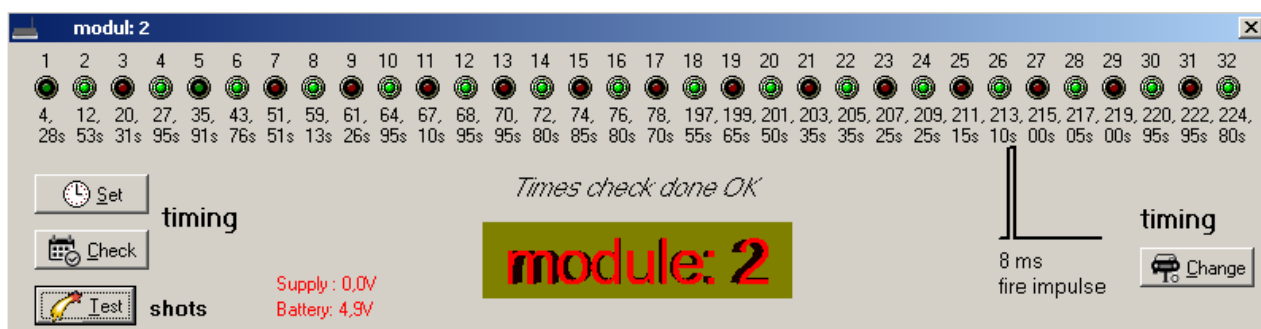 modul: 2
1 2 3 4 5 6 7 8 9 10 11 12 13 14 15 16 17 18 19 20 21 22 23 24 25 26 27 28 29 30 31 32
4, 12, 20, 27, 35, 43, 51, 59, 61, 64, 67, 68, 70, 72, 74, 76, 78, 197, 199, 201, 203, 205, 207, 209, 211, 213, 215, 217, 219, 220, 222, 224,
28s 53s 31s 95s 91s 76s 51s 13s 26s 95s 10s 95s 95s 80s 85s 80s 70s 55s 65s 50s 35s 35s 25s 25s 15s 10s 00s 05s 00s 95s 95s 80s
Set
timing
Check
Test
shots
Supply : 0,0V
Battery: 4,9V
Times check done OK
module: 2
8 ms
fire impulse
timing
Change